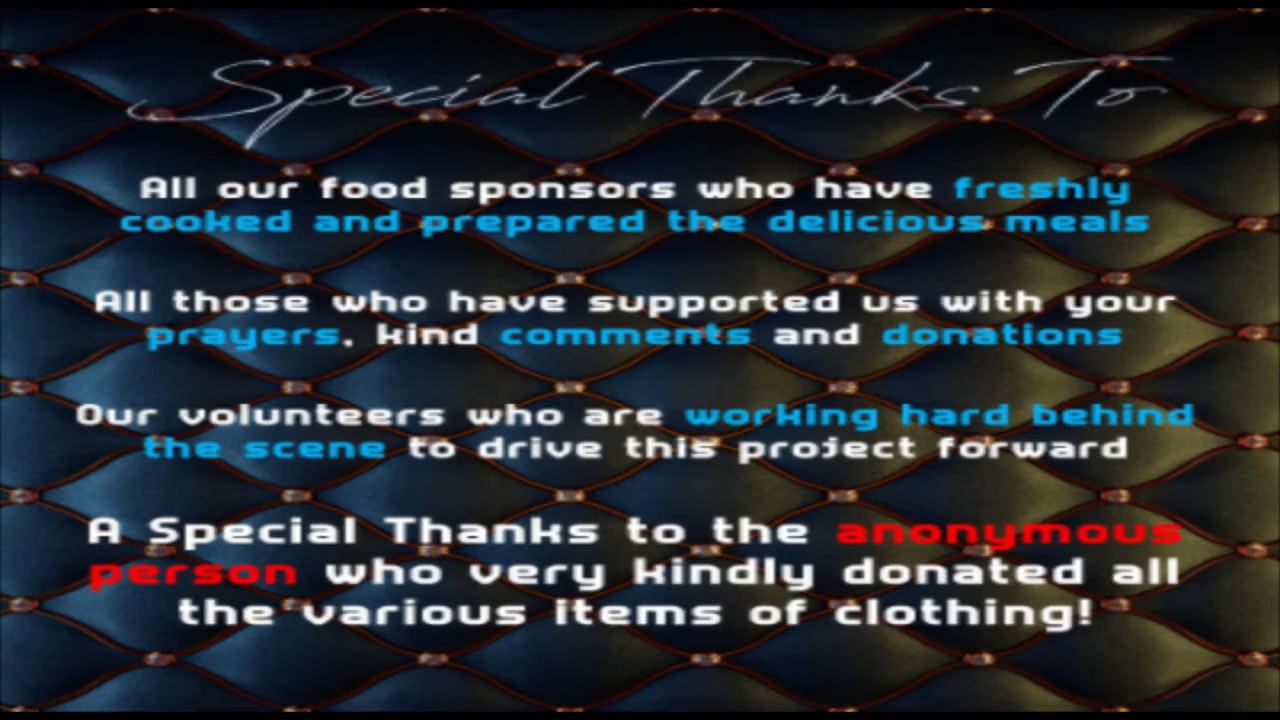 Special Thanks To
All our food sponsors who have freshly
cooked and prepared the delicious meals
All those who have supported us with your
prayers, kind comments and donations
Our volunteers who are working hard behind
the scene to drive this project forward
A Special Thanks to the anonymous
person who very kindly donated all
the various items of clothing!